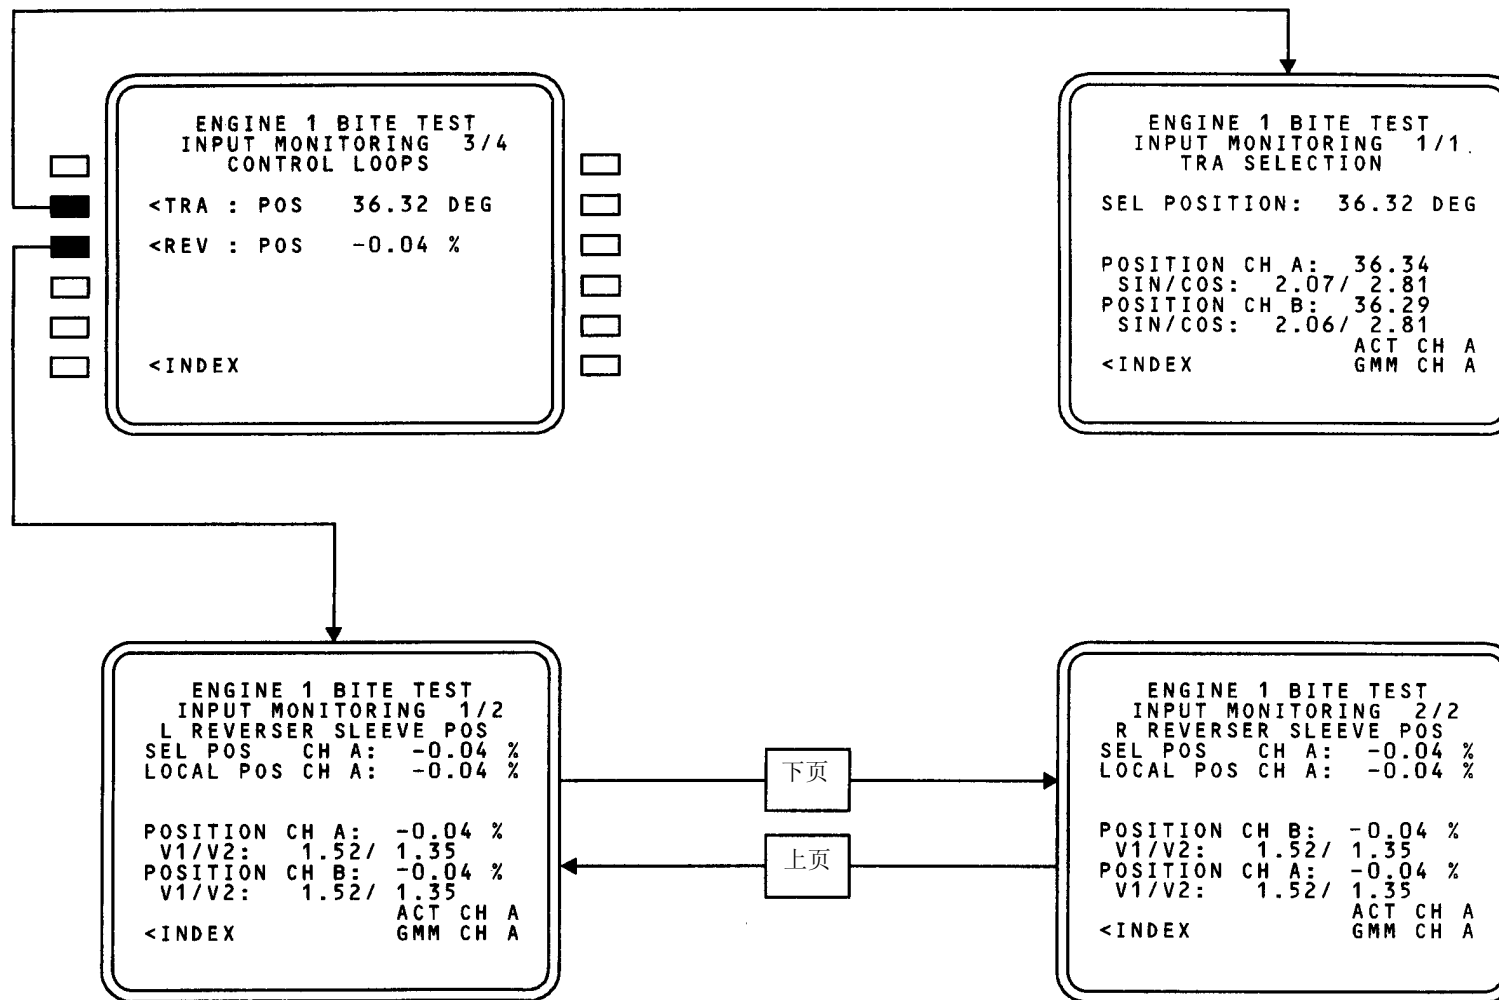 ENGINE 1 BITE TEST
INPUT MONITORING 3/4
CONTROL LOOPS
<TRA : POS 36.32 DEG
<REV : POS -0.04 %
<INDEX
ENGINE 1 BITE TEST
INPUT MONITORING 1/1
TRA SELECTION
SEL POSITION: 36.32 DEG
POSITION CH A: 36.34
SIN/COS: 2.07/ 2.81
POSITION CH B: 36.29
SIN/COS: 2.06/ 2.81
ACT CH A
<INDEX GMM CH A
ENGINE 1 BITE TEST
INPUT MONITORING 1/2
L REVERSER SLEEVE POS
SEL POS CH A: -0.04 %
LOCAL POS CH A: -0.04 %
POSITION CH A: -0.04 %
V1/V2: 1.52/ 1.35
POSITION CH B: -0.04 %
V1/V2: 1.52/ 1.35
ACT CH A
<INDEX GMM CH A
下页
上页
ENGINE 1 BITE TEST
INPUT MONITORING 2/2
R REVERSER SLEEVE POS
SEL POS CH A: -0.04 %
LOCAL POS CH A: -0.04 %
POSITION CH B: -0.04 %
V1/V2: 1.52/ 1.35
POSITION CH A: -0.04 %
V1/V2: 1.52/ 1.35
ACT CH A
<INDEX GMM CH A